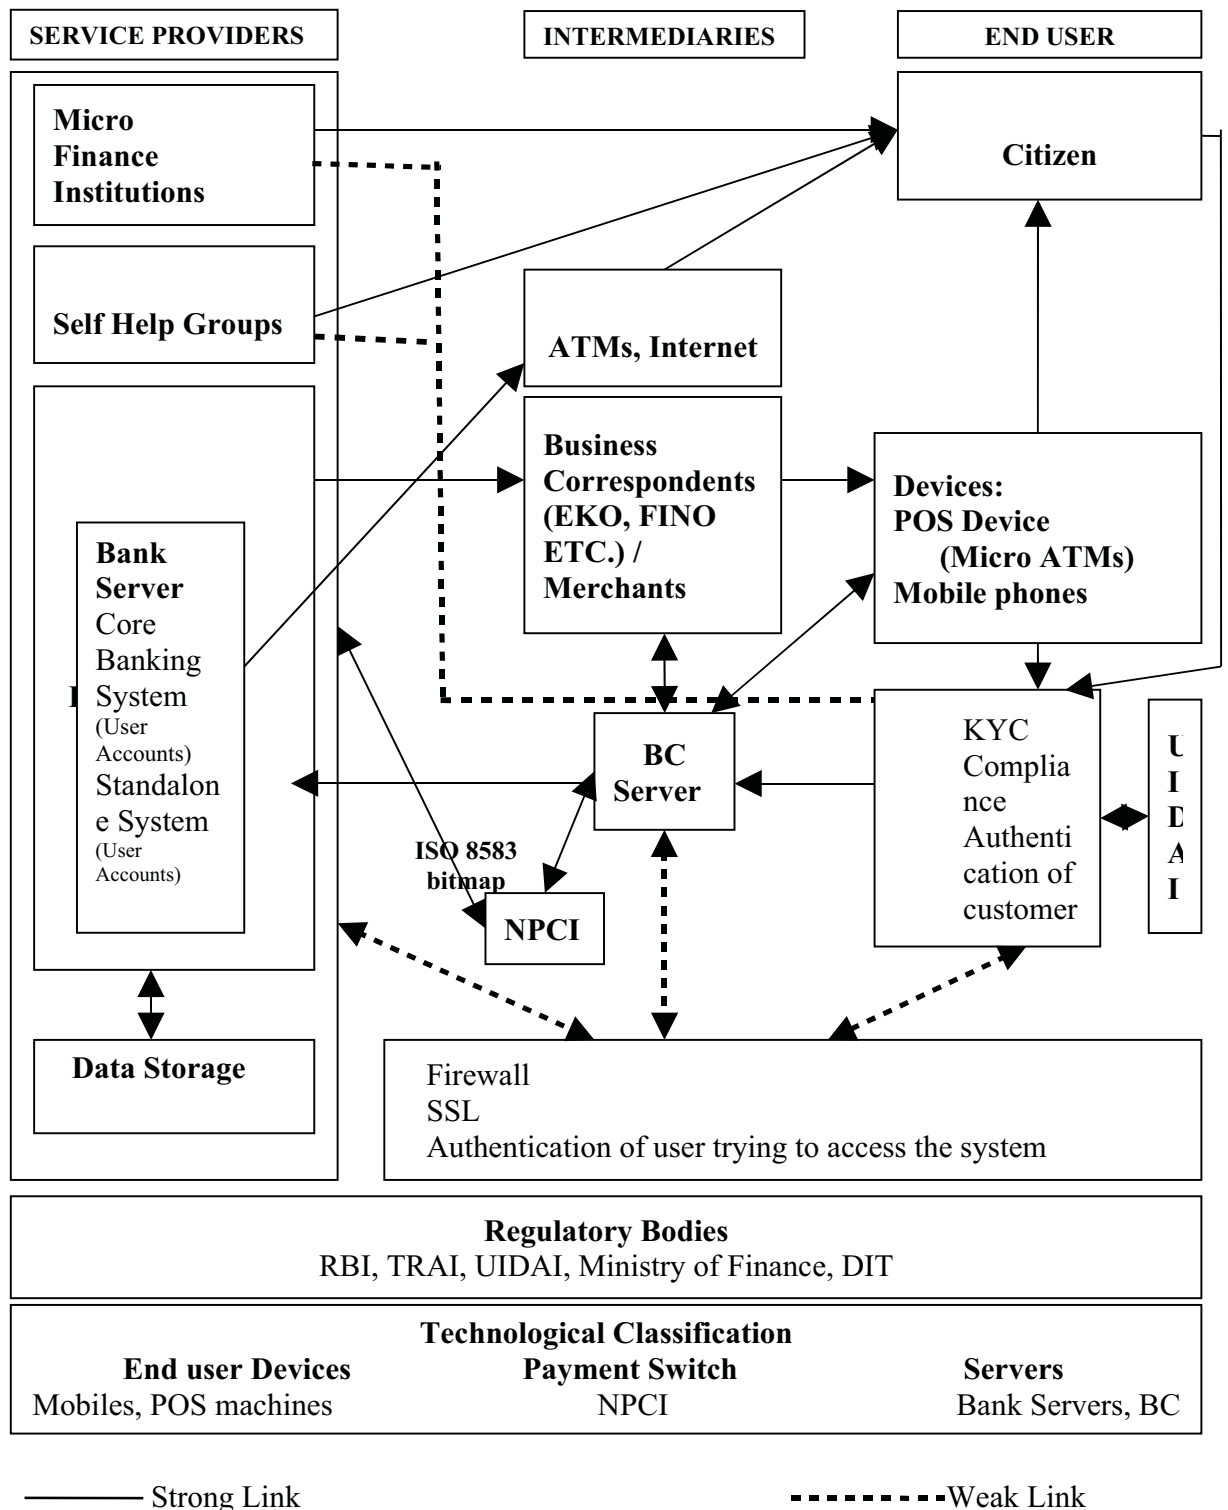 SERVICE PROVIDERS
INTERMEDIARIES
END USER
Micro
Finance
Institutions
Citizen
Self Help Groups
ATMs, Internet
Business
Correspondents
(EKO, FINO
ETC.) /
Merchants
Devices:
POS Device
(Micro ATMs)
Mobile phones
Bank
Server
Core
Banking
System
(User
Accounts)
Standalon
e System
(User
Accounts)
BC
Server
KYC
Complia
nce
Authenti
cation of
customer
U
I
D
A
I
ISO 8583
bitmap
NPCI
Data Storage
Firewall
SSL
Authentication of user trying to access the system
Regulatory Bodies
RBI, TRAI, UIDAI, Ministry of Finance, DIT
Technological Classification
End user Devices Payment Switch Servers
Mobiles, POS machines NPCI Bank Servers, BC
Strong Link Weak Link